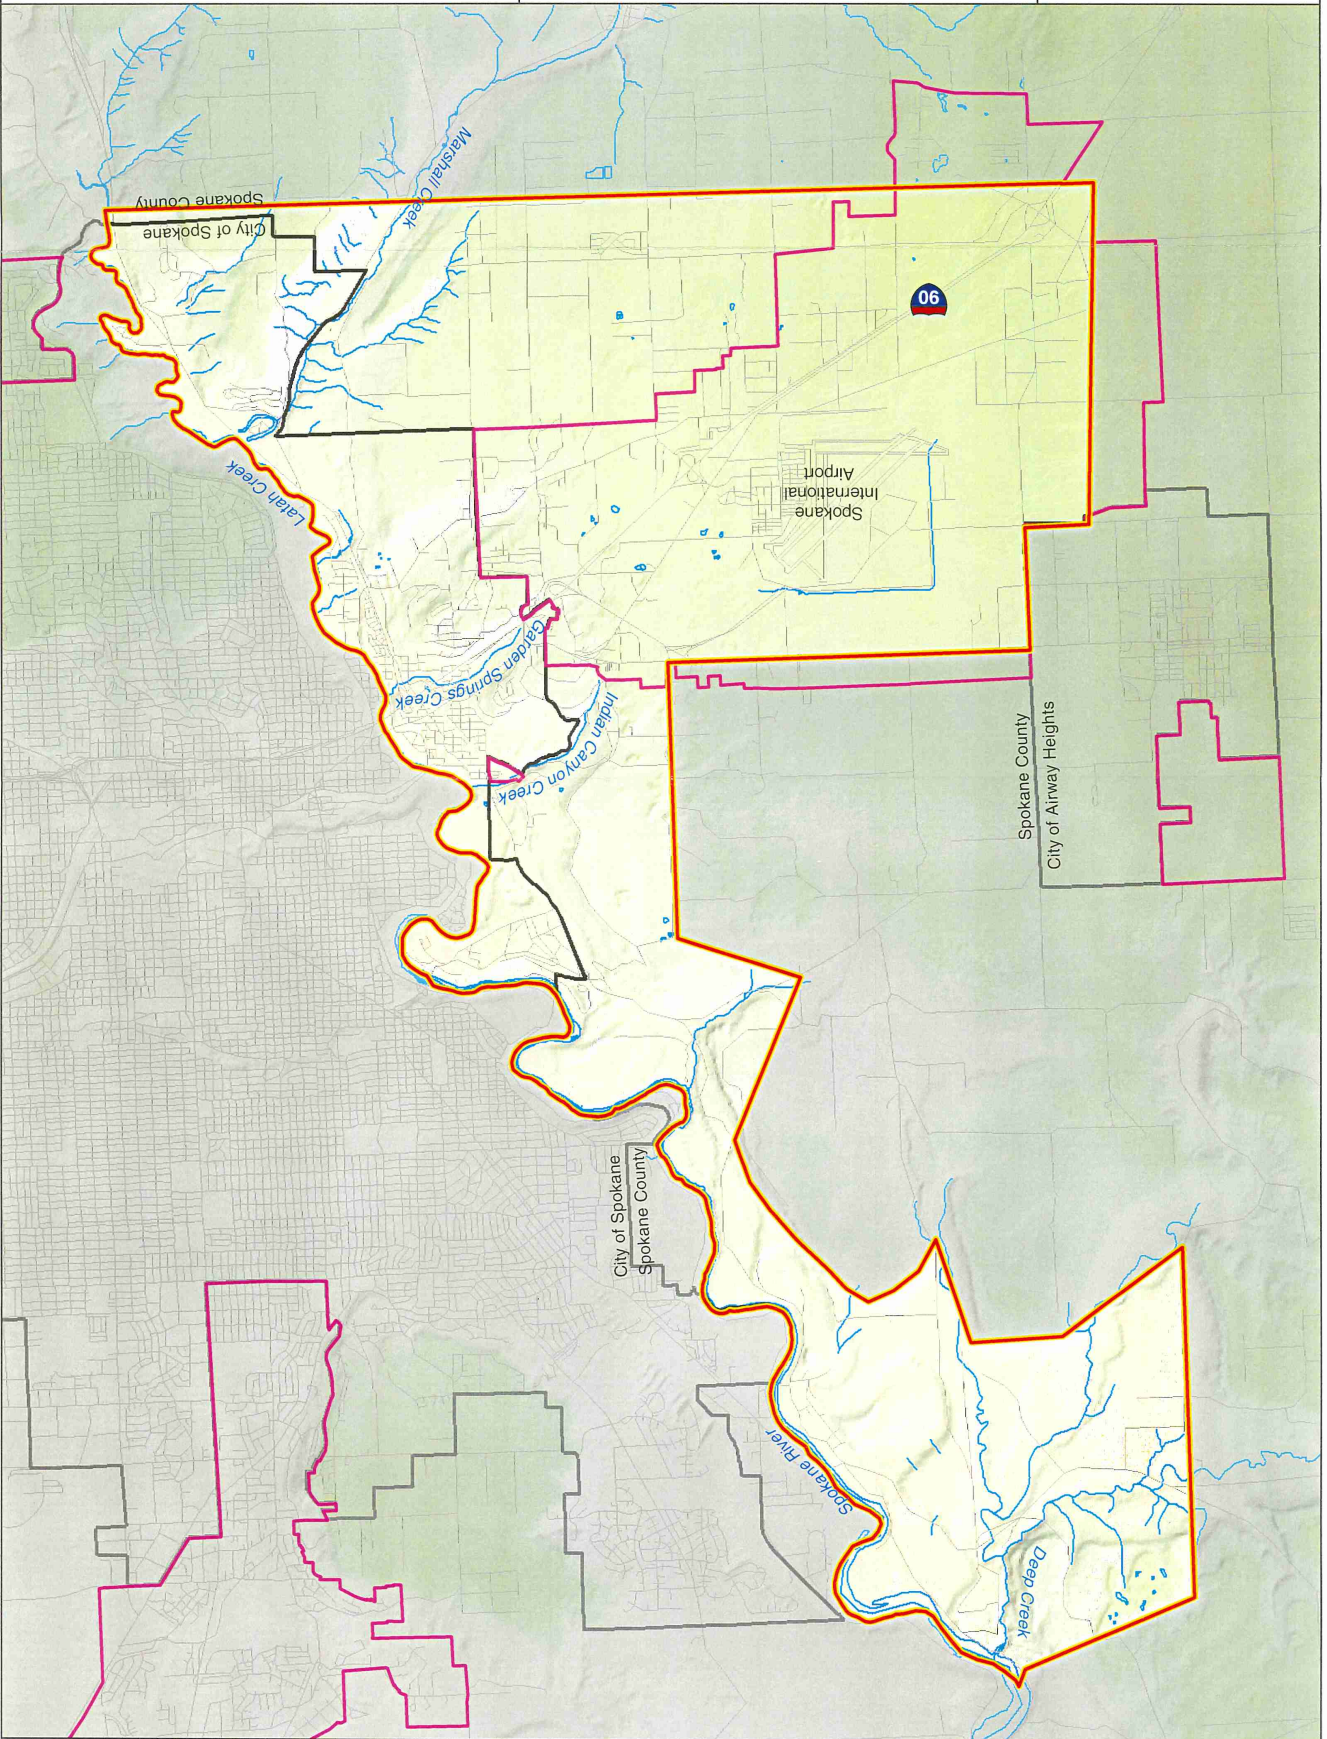 Marshall Creek
Spokane County
City of Spokane
06
Latah Creek
Spokane
International
Airport
Garden Springs Creek
Indian Canyon Creek
Spokane County
City of Airway Heights
City of Spokane
Spokane County
Spokane River
Deep Creek